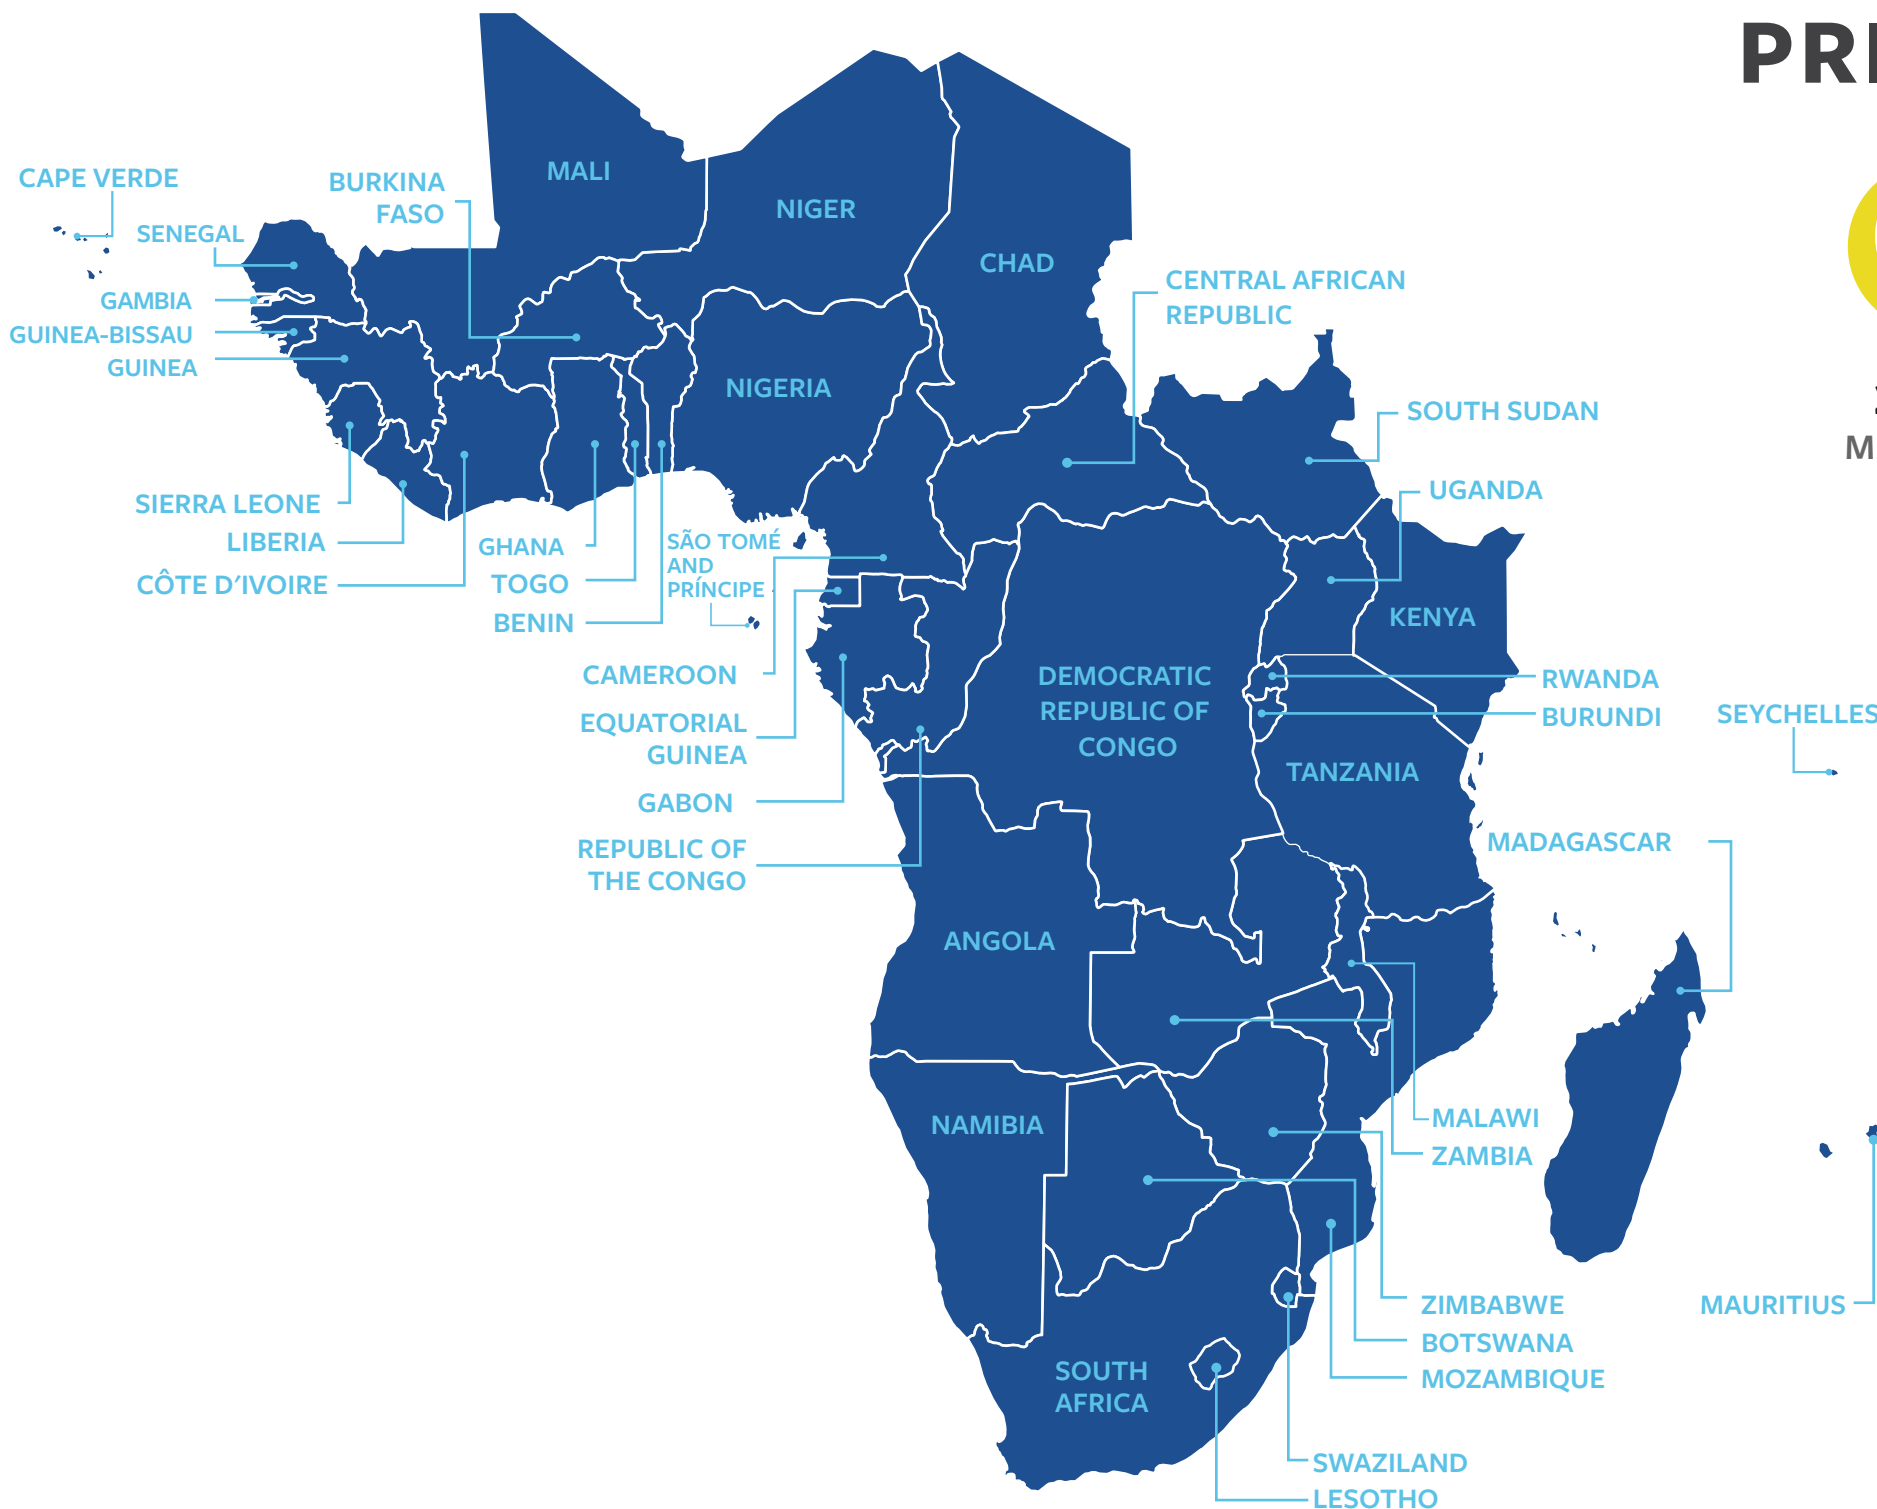 PRI
CAPE VERDE
MALI
BURKINA
FASO
NIGER
SENEGAL
CHAD
CENTRAL AFRICAN
REPUBLIC
GAMBIA
GUINEA-BISSAU
GUINEA
NIGERIA
SOUTH SUDAN
M
UGANDA
SIERRA LEONE
LIBERIA
CÔTE D'IVOIRE
GHANA
TOGO
BENIN
SÃO TOMÉ
AND
PRÍNCIPE
KENYA
CAMEROON
DEMOCRATIC
REPUBLIC OF
CONGO
RWANDA
BURUNDI
SEYCHELLES
EQUATORIAL
GUINEA
TANZANIA
GABON
MADAGASCAR
REPUBLIC OF
THE CONGO
ANGOLA
NAMIBIA
MALAWI
ZAMBIA
ZIMBABWE
BOTSWANA
MOZAMBIQUE
MAURITIUS
SOUTH
AFRICA
SWAZILAND
LESOTHO